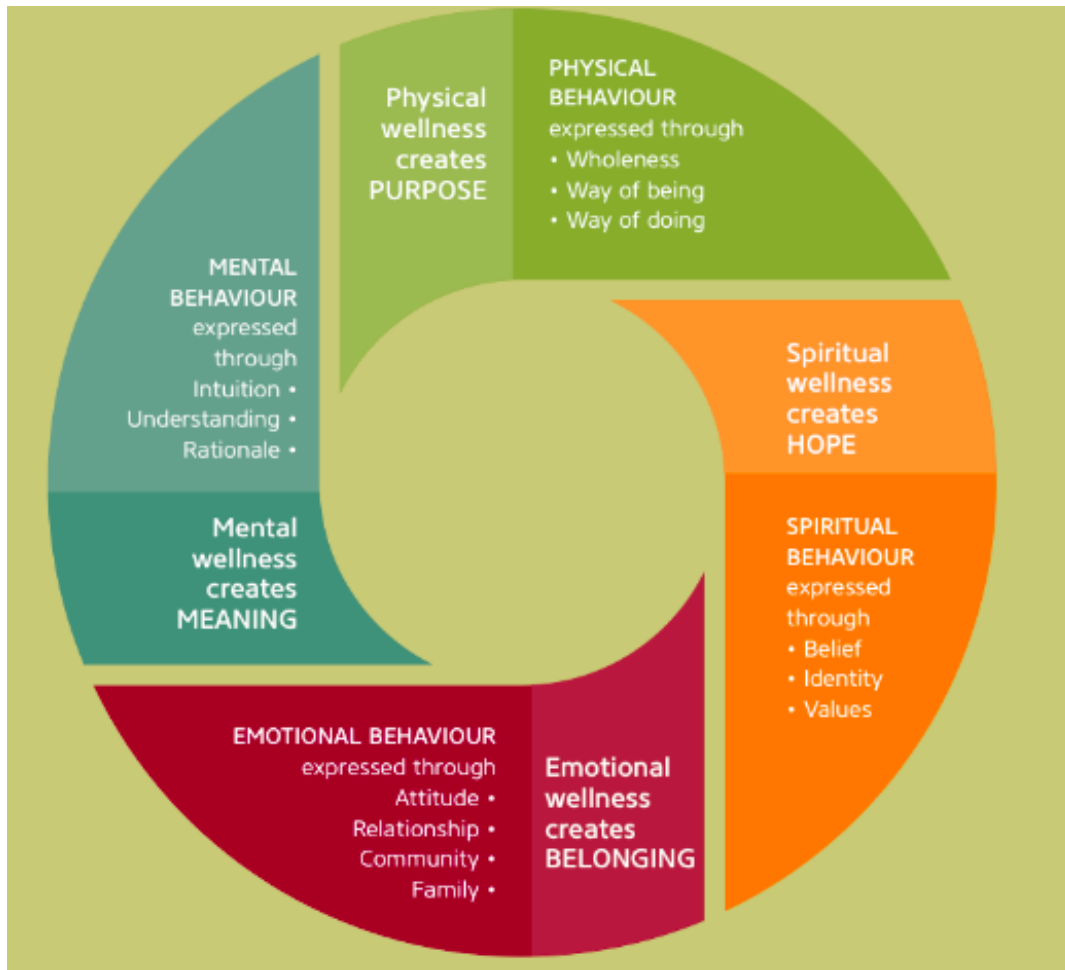 Physical
wellness
creates
PURPOSE
PHYSICAL
BEHAVIOUR
expressed through
• Wholeness
• Way of being
• Way of doing
Spiritual
wellness
creates
HOPE
SPIRITUAL
BEHAVIOUR
expressed
through
• Belief
• Identity
• Values
Emotional
wellness
creates
BELONGING
EMOTIONAL BEHAVIOUR
expressed through
Attitude •
Relationship •
Community •
Family •
Mental
wellness
creates
MEANING
MENTAL
BEHAVIOUR
expressed
through
Intuition •
Understanding •
Rationale •